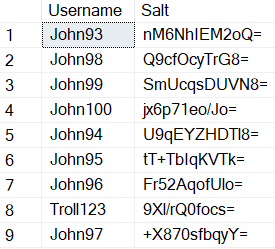 Username Salt
1 John93 nM6NhIEM2oQ=
2 John98 Q9cfOcyTrG8=
3 John99 SmUcqsDUVN8=
4 John100 jx6p71eo/Jo=
5 John94 U9qEYZHDTl8=
6 John95 tT+TbIqKVTk=
7 John96 Fr52AqofUlo=
8 Troll123 9Xl/rQ0focs=
9 John97 +X870sfbqyY=